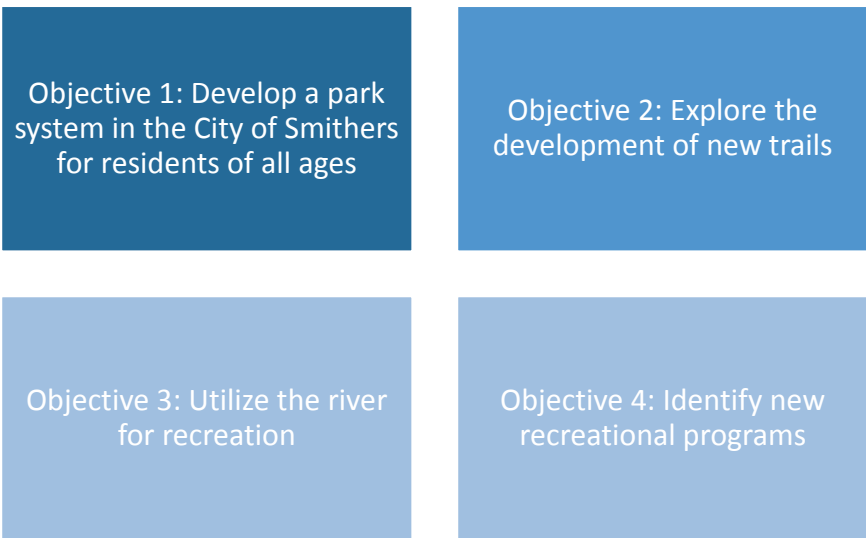 Objective 1: Develop a park
system in the City of Smithers
for residents of all ages
Objective 2: Explore the
development of new trails
Objective 3: Utilize the river
for recreation
Objective 4: Identify new
recreational programs